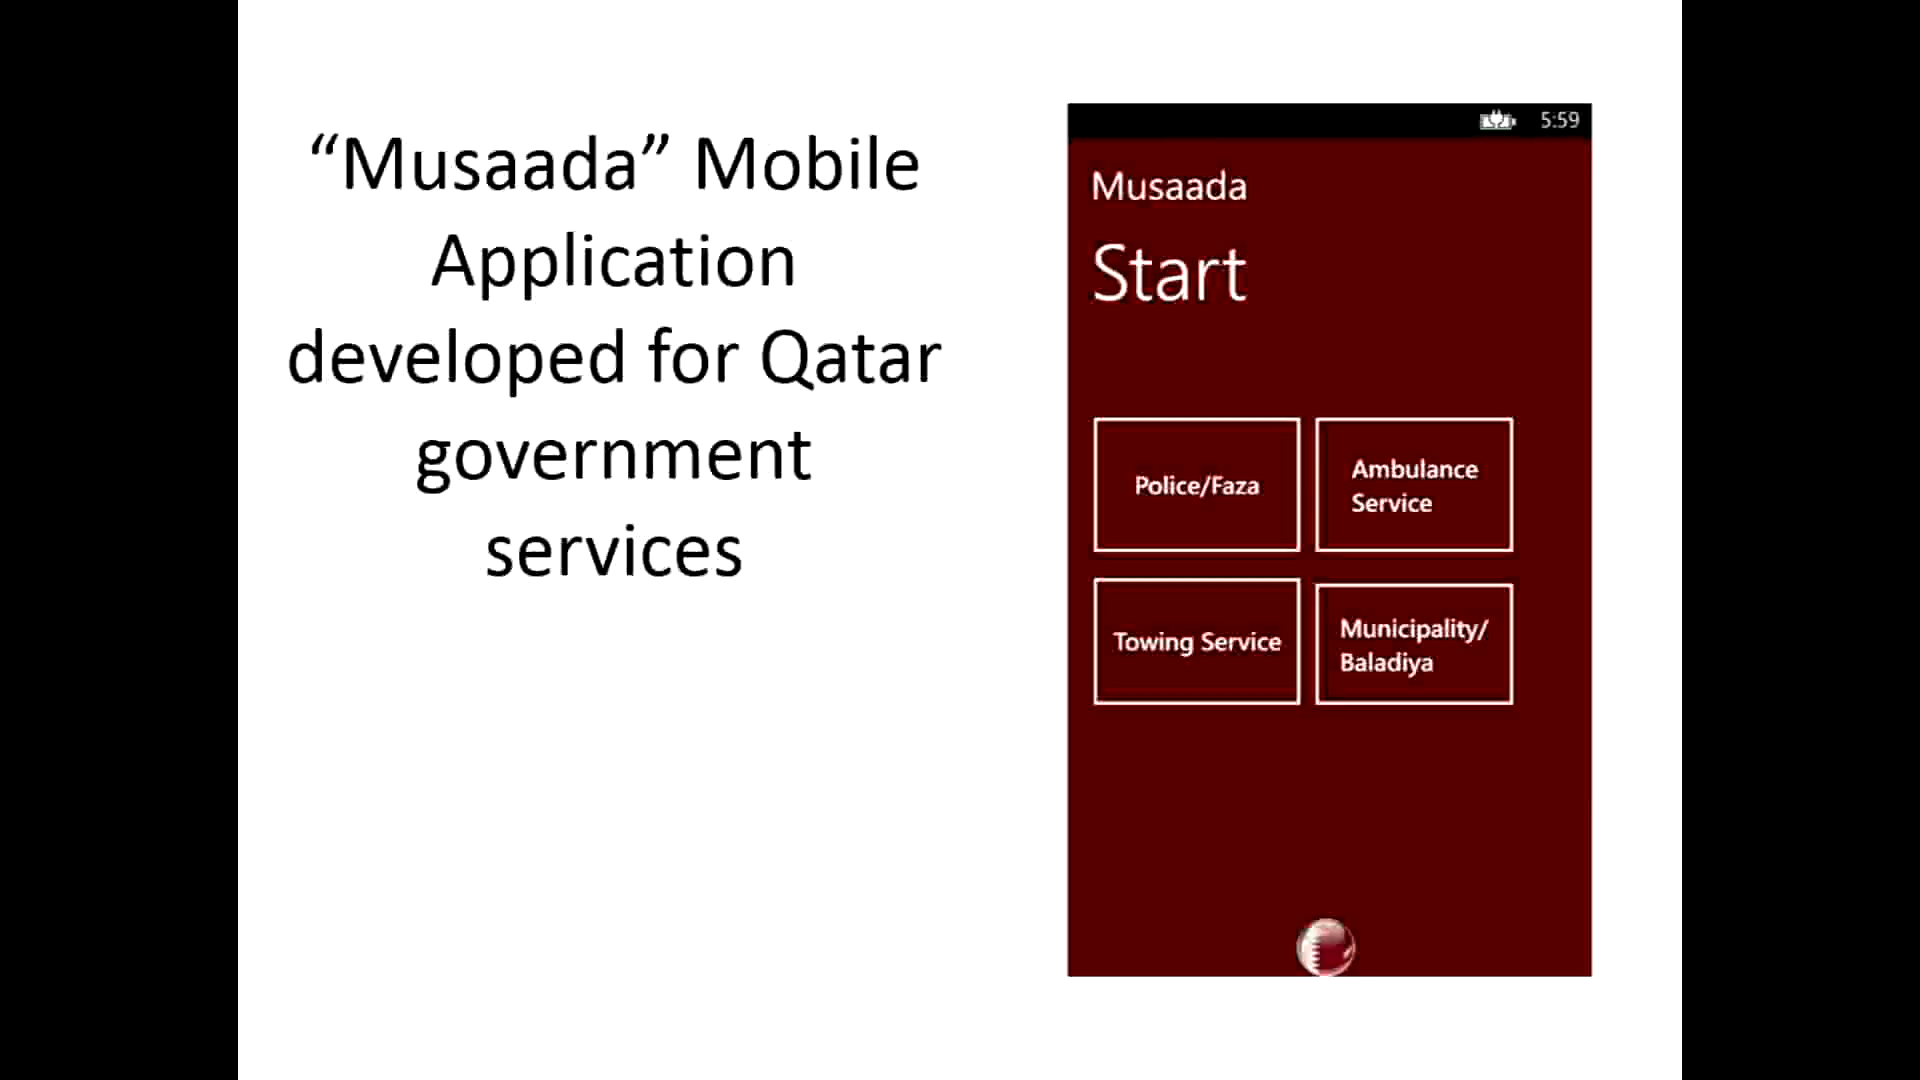 “Musaada” Mobile
Application
developed for Qatar
government
services
5:59
Musaada
Start
Police/Faza
Ambulance
Service
Towing Service
Municipality/
Baladiya